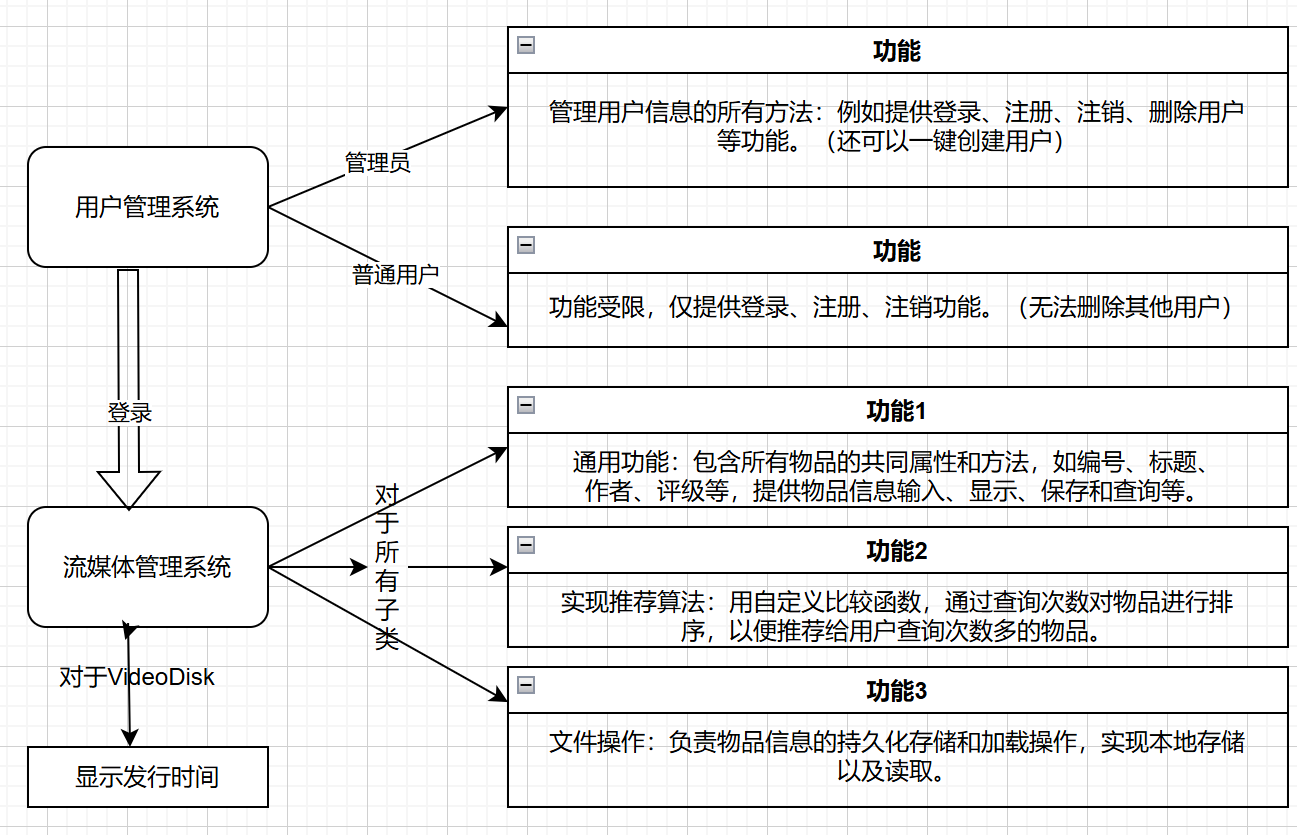 功能
管理用户信息的所有方法：例如提供登录、注册、注销、删除用户
等功能。（还可以一键创建用户）
管理员
用户管理系统
普通用户
功能
功能受限，仅提供登录、注册、注销功能。（无法删除其他用户）
登录
流媒体管理系统
对于所有子类
功能1
通用功能：包含所有物品的共同属性和方法，如编号、标题、
作者、评级等，提供物品信息输入、显示、保存和查询等。
功能2
实现推荐算法：用自定义比较函数，通过查询次数对物品进行排
序，以便推荐给用户查询次数多的物品。
功能3
文件操作：负责物品信息的持久化存储和加载操作，实现本地存储
以及读取。
对于VideoDisk
显示发行时间